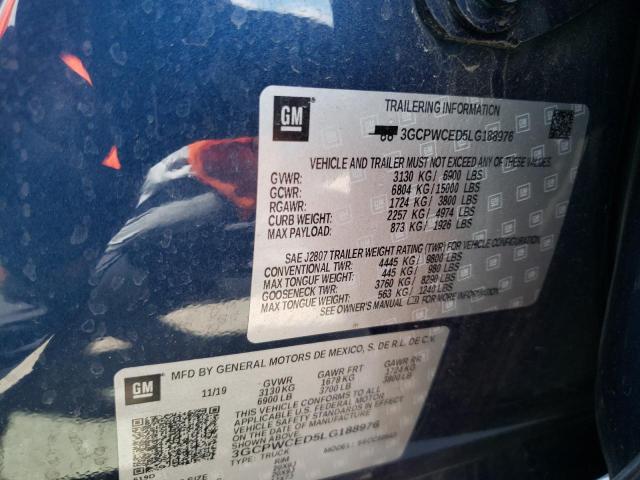 GM
TRAILERING INFORMATION
3GCPWCED5LG188976
VEHICLE AND TRAILER MUST NOT EXCEED ANY OF THESE VALUES.
GVWR: 3130 KG / 6900 LBS
GCWR: 6804 KG / 15000 LBS
RGAWR: 1724 KG / 3800 LBS
CURB WEIGHT: 2257 KG / 4974 LBS
MAX PAYLOAD: 873 KG / 1926 LBS
SAE J2807 TRAILER WEIGHT RATING (TWR) FOR VEHICLE CONFIGURATION.
CONVENTIONAL TWR: 4445 KG / 9800 LBS
MAX TONGUE WEIGHT: 445 KG / 980 LBS
GOOSENECK TWR: 3760 KG / 8290 LBS
MAX TONGUE WEIGHT: 563 KG / 1240 LBS
SEE OWNER'S MANUAL FOR MORE INFORMATION.
GM
MFD BY GENERAL MOTORS DE MEXICO, S. DE R.L. DE C.V.
11/19 GVWR GAWR FRT GAWR RR
3130 KG 1678 KG 1724 KG
6900 LB 3700 LB 3800 LB
THIS VEHICLE CONFORMS TO ALL
APPLICABLE U.S. FEDERAL MOTOR
VEHICLE SAFETY STANDARDS IN EFFECT
3GCPWCED5LG188976
TYPE: TRUCK MODEL:
SIZE RIM